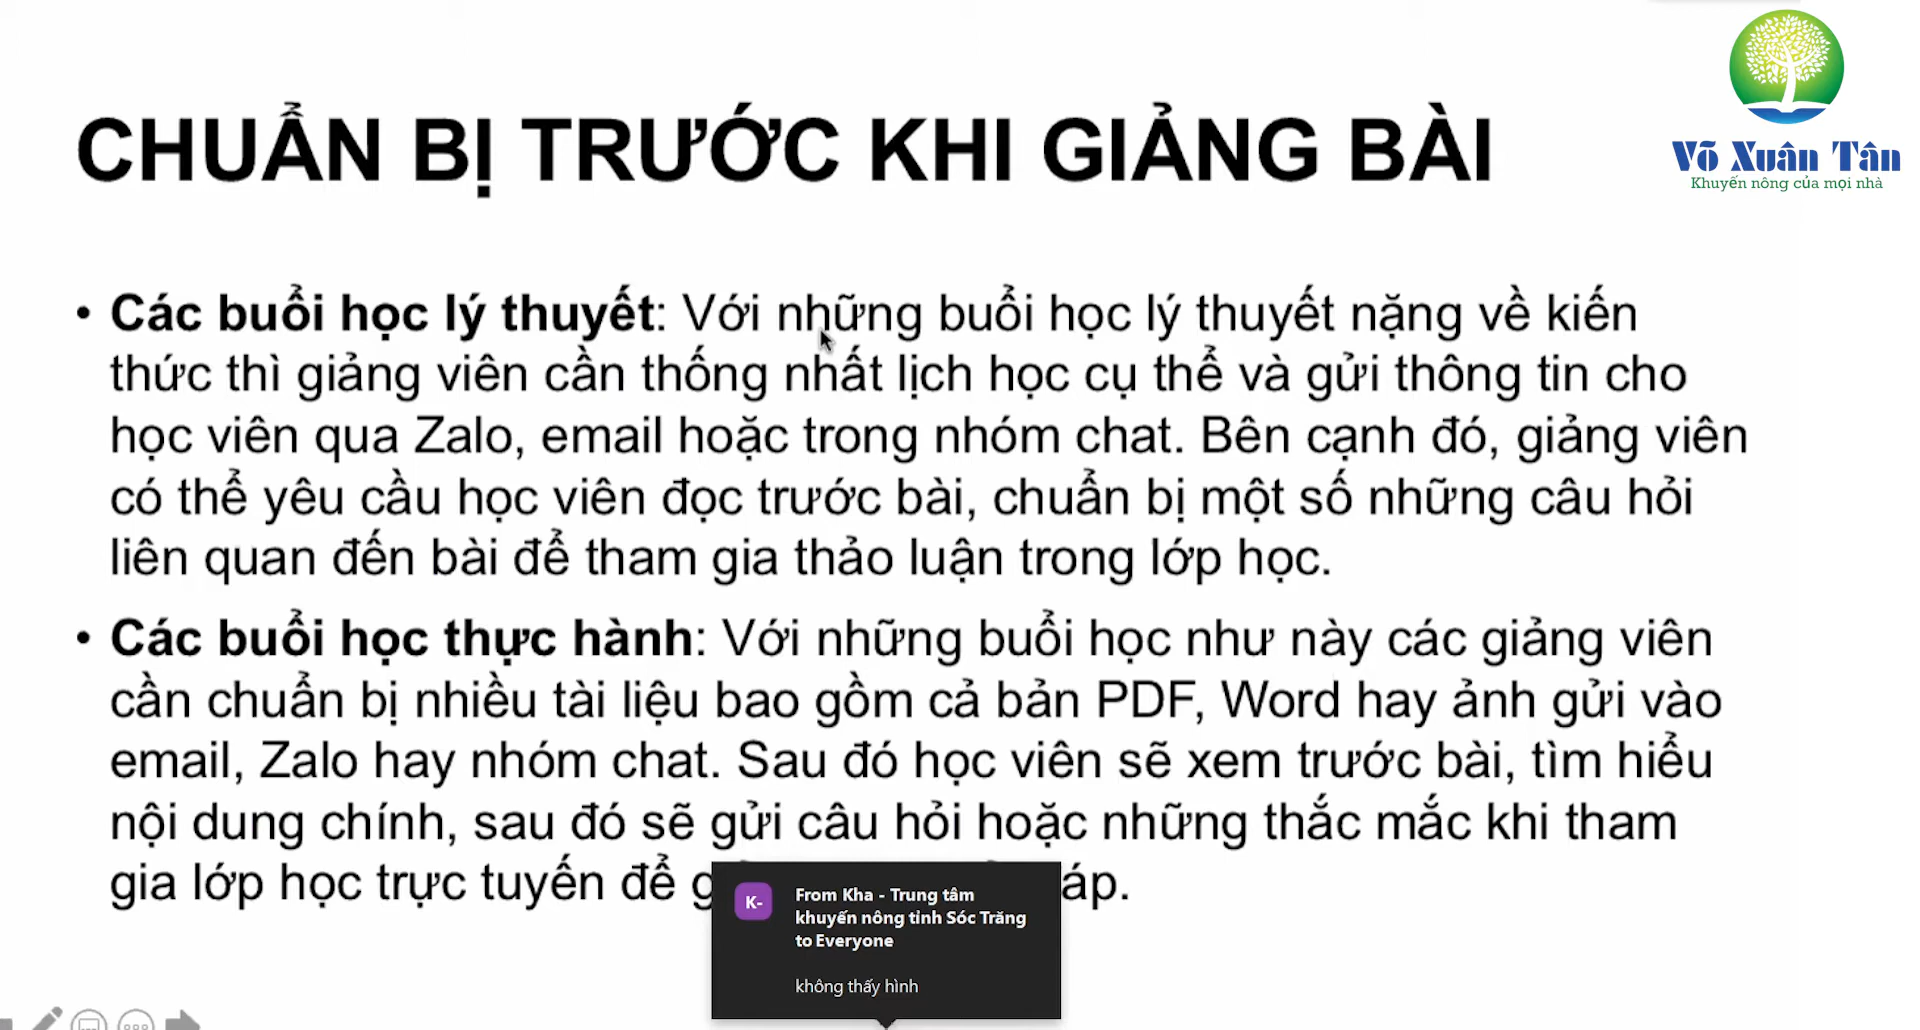 CHUẨN BỊ TRƯỚC KHI GIẢNG BÀI
Võ Xuân Tân
Khuyến nông của mọi nhà
• Các buổi học lý thuyết: Với những buổi học lý thuyết nặng về kiến
thức thì giảng viên cần thống nhất lịch học cụ thể và gửi thông tin cho
học viên qua Zalo, email hoặc trong nhóm chat. Bên cạnh đó, giảng viên
có thể yêu cầu học viên đọc trước bài, chuẩn bị một số những câu hỏi
liên quan đến bài để tham gia thảo luận trong lớp học.
• Các buổi học thực hành: Với những buổi học như này các giảng viên
cần chuẩn bị nhiều tài liệu bao gồm cả bản PDF, Word hay ảnh gửi vào
email, Zalo hay nhóm chat. Sau đó học viên sẽ xem trước bài, tìm hiểu
nội dung chính, sau đó sẽ gửi câu hỏi hoặc những thắc mắc khi tham
gia lớp học trực tuyến để
K-
From Kha - Trung tâm
khuyến nông tỉnh Sóc Trăng
to Everyone
không thấy hình